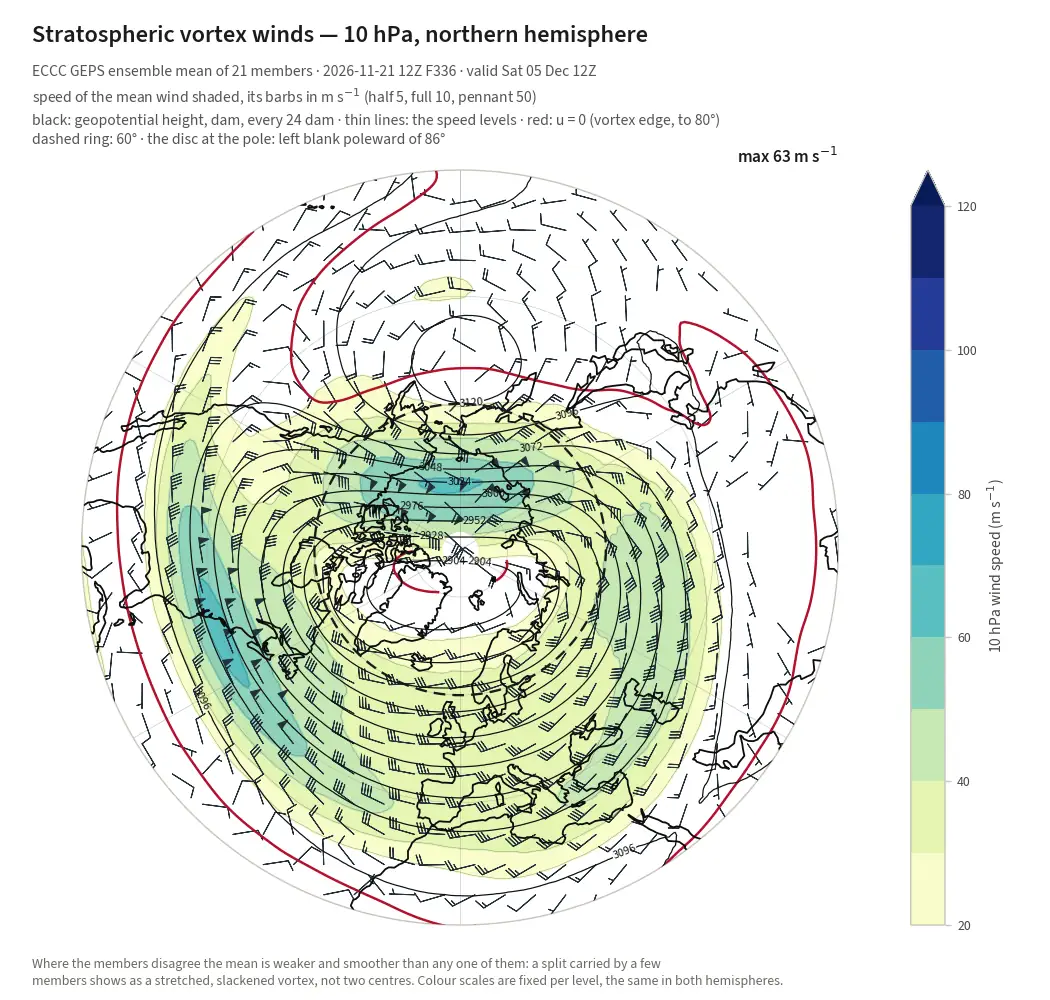 Stratospheric vortex winds — 10 hPa, northern hemisphere
ECCC GEPS ensemble mean of 21 members · 2026-11-21 12Z F336 · valid Sat 05 Dec 12Z
speed of the mean wind shaded, its barbs in m s⁻¹ (half 5, full 10, pennant 50)
black: geopotential height, dam, every 24 dam · thin lines: the speed levels · red: u = 0 (vortex edge, to 80°)
dashed ring: 60° · the disc at the pole: left blank poleward of 86°
max 63 m s⁻¹
120
100
80
60
40
20
10 hPa wind speed (m s⁻¹)
3120
3096
3072
3048
3024
3000
2976
2952
2928
2904
2904
3096
3096
Where the members disagree the mean is weaker and smoother than any one of them: a split carried by a few
members shows as a stretched, slackened vortex, not two centres. Colour scales are fixed per level, the same in both hemispheres.